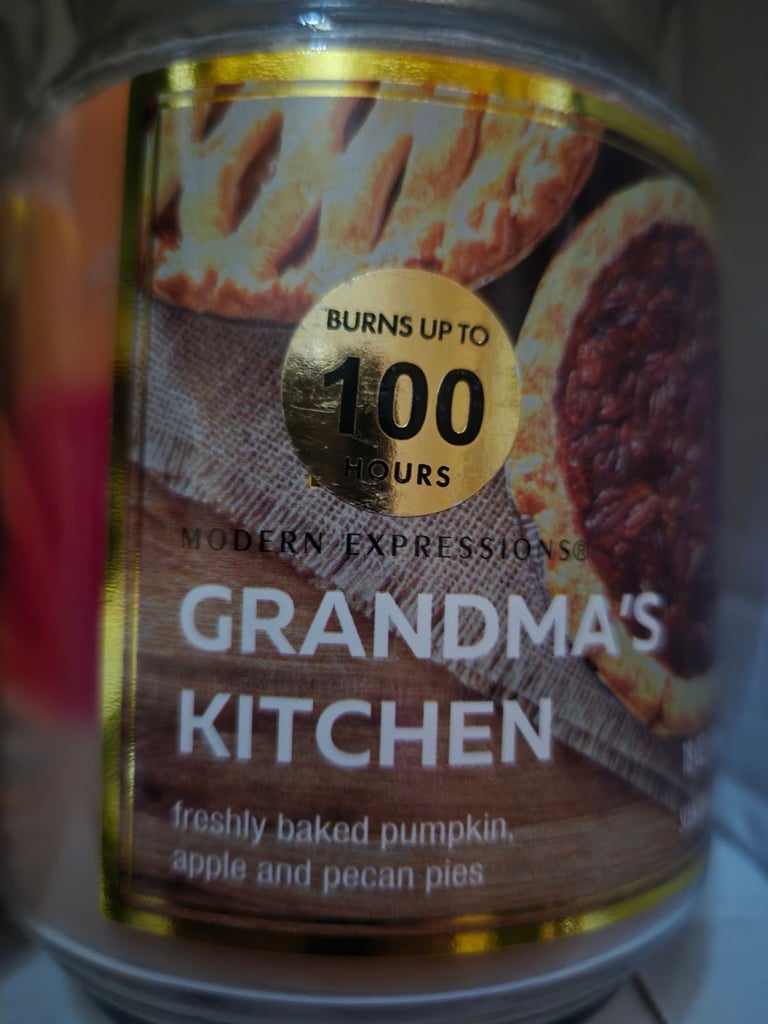 BURNS UP TO
100
HOURS
MODERN EXPRESSIONS®
GRANDMA'S
KITCHEN
freshly baked pumpkin,
apple and pecan pies